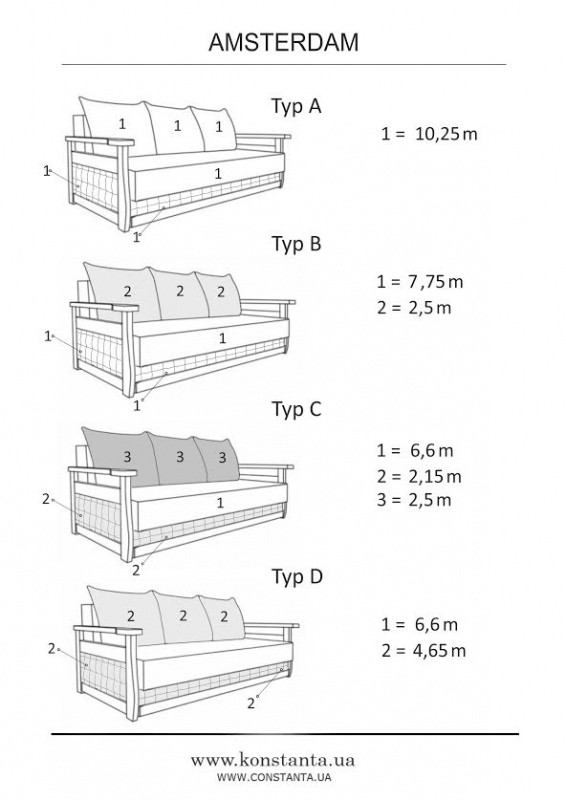 AMSTERDAM
Typ A
1 1 1
1 = 10,25 m
1
1
1
Typ B
1 = 7,75 m
2 2 2
2 = 2,5 m
1
1
1
Typ C
1 = 6,6 m
3 3 3
2 = 2,15 m
3 = 2,5 m
2
1
2
Typ D
2 2 2
1 = 6,6 m
2
2 = 4,65 m
2
www.konstanta.ua
WWW.CONSTANTA.UA